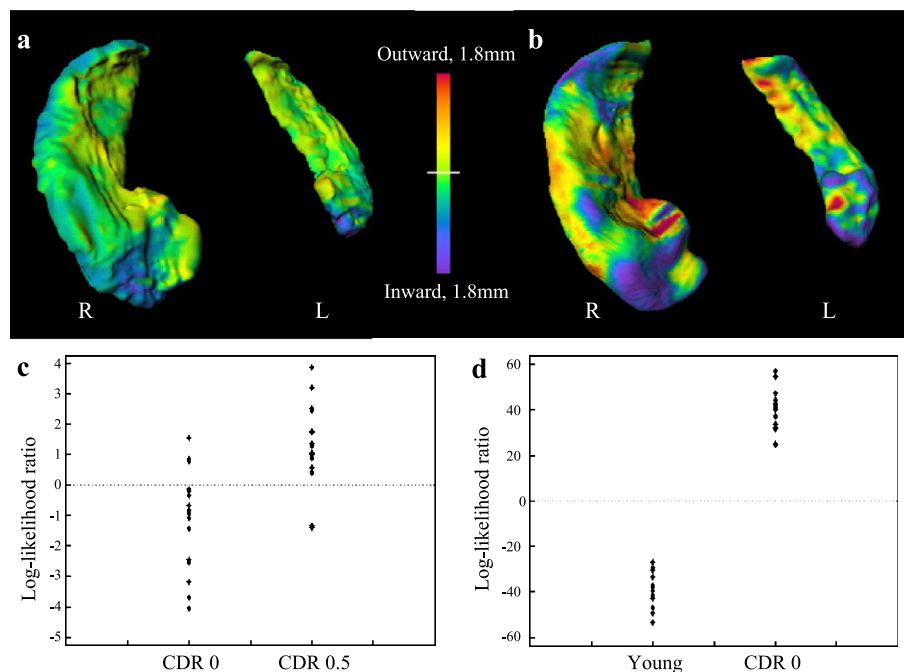 a
b
Outward, 1.8mm
Inward, 1.8mm
R
L
R
L
c
Log-likelihood ratio
4
3
2
1
0
-1
-2
-3
-4
-5
CDR 0
CDR 0.5
d
Log-likelihood ratio
60
40
20
0
-20
-40
-60
Young
CDR 0